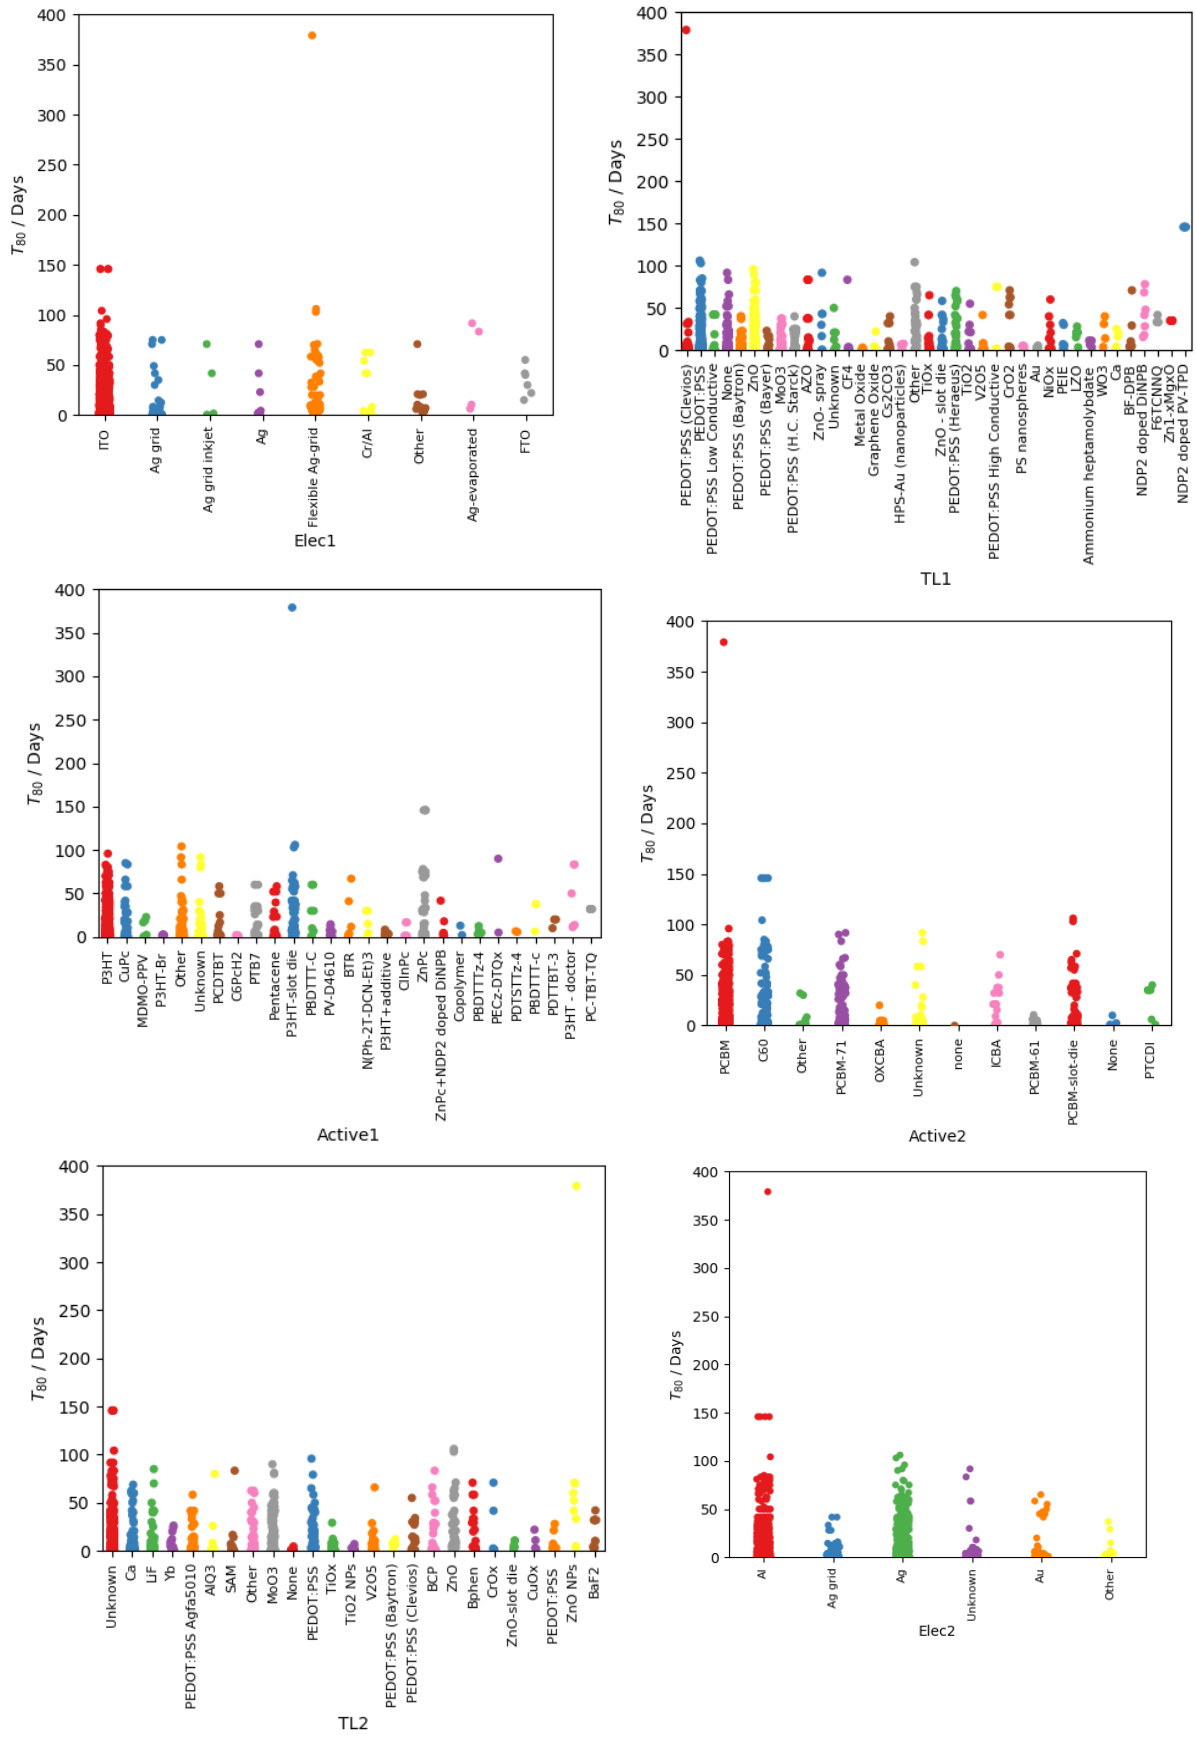 400
350
300
250
200
150
100
50
0
T80 / Days
ITO
Ag grid
Ag grid inkjet
Ag
Flexible Ag-grid
Cr/Al
Other
Ag-evaporated
FTO
Elec1
400
350
300
250
200
150
100
50
0
T80 / Days
PEDOT:PSS (Clevios)
PEDOT:PSS
PEDOT:PSS Low Conductive
None
PEDOT:PSS (Baytron)
ZnO
PEDOT:PSS (Bayer)
MoO3
PEDOT:PSS (H.C. Starck)
AZO
ZnO- spray
Unknown
CF4
Metal Oxide
Graphene Oxide
Cs2CO3
HPS-Au (nanoparticles)
Other
TiOx
ZnO - slot die
PEDOT:PSS (Heraeus)
TiO2
V2O5
PEDOT:PSS High Conductive
CrO2
PS nanospheres
Au
NiOx
PEIE
LZO
Ammonium heptamolybdate
WO3
Ca
BF-DPB
NDP2 doped DiNPB
F6TCNNQ
Zn1-xMgxO
NDP2 doped PV-TPD
TL1
400
350
300
250
200
150
100
50
0
T80 / Days
P3HT
CuPc
MDMO-PPV
P3HT-Br
Other
Unknown
PCDTBT
C6PcH2
PTB7
Pentacene
P3HT-slot die
PBDTTT-C
PV-D4610
BTR
N(Ph-2T-DCN-Et)3
P3HT+additive
ClInPc
ZnPc
ZnPc+NDP2 doped DiNPB
Copolymer
PBDTTTz-4
PECz-DTQx
PDTSTTz-4
PBDTTT-c
PDTTBT-3
P3HT - doctor
PC-TBT-TQ
Active1
400
350
300
250
200
150
100
50
0
T80 / Days
PCBM
C60
Other
PCBM-71
OXCBA
Unknown
none
ICBA
PCBM-61
PCBM-slot-die
None
PTCDI
Active2
400
350
300
250
200
150
100
50
0
T80 / Days
Unknown
Ca
LiF
Yb
PEDOT:PSS Agfa5010
AlQ3
SAM
Other
MoO3
None
PEDOT:PSS
TiOx
TiO2 NPs
V2O5
PEDOT:PSS (Baytron)
PEDOT:PSS (Clevios)
BCP
ZnO
Bphen
CrOx
ZnO-slot die
CuOx
PEDOT:PSS
ZnO NPs
BaF2
TL2
400
350
300
250
200
150
100
50
0
T80 / Days
Al
Ag grid
Ag
Unknown
Au
Other
Elec2